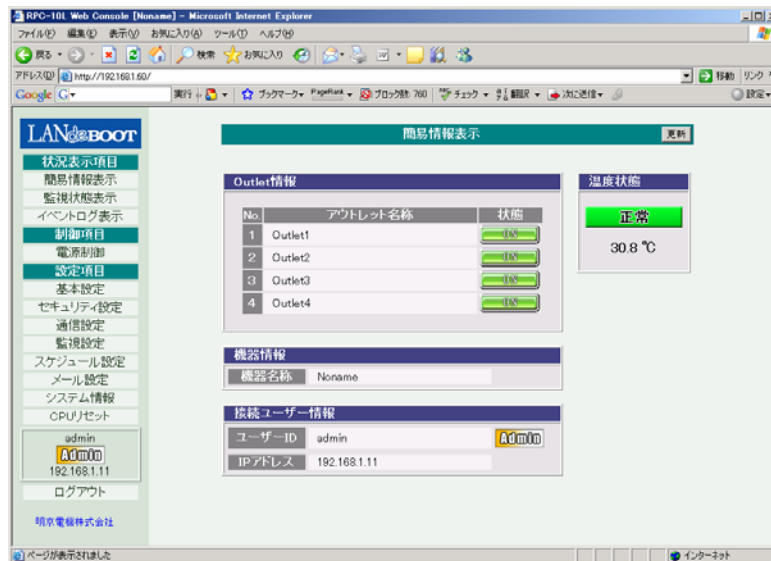 RPC-10L Web Console [Noname] - Microsoft Internet Explorer
ファイル(F) 編集(E) 表示(V) お気に入り(A) ツール(T) ヘルプ(H)
戻る 検索 お気に入り
アドレス(D) http://192.168.1.60/ 移動 リンク
Google 実行 ブックマーク PageRank ブロック数: 760 チェック 翻訳 次に送信 設定
LANdeBOOT
簡易情報表示 更新
状況表示項目
簡易情報表示
監視状態表示
イベントログ表示
制御項目
電源制御
設定項目
基本設定
セキュリティ設定
通信設定
監視設定
スケジュール設定
メール設定
システム情報
CPUリセット
admin
Admin
192.168.1.11
ログアウト
明京電機株式会社
Outlet情報
No. アウトレット名称 状態
1 Outlet1 ON
2 Outlet2 ON
3 Outlet3 ON
4 Outlet4 ON
温度状態
正常
30.8 ℃
機器情報
機器名称 Noname
接続ユーザー情報
ユーザーID admin Admin
IPアドレス 192.168.1.11
ページが表示されました インターネット